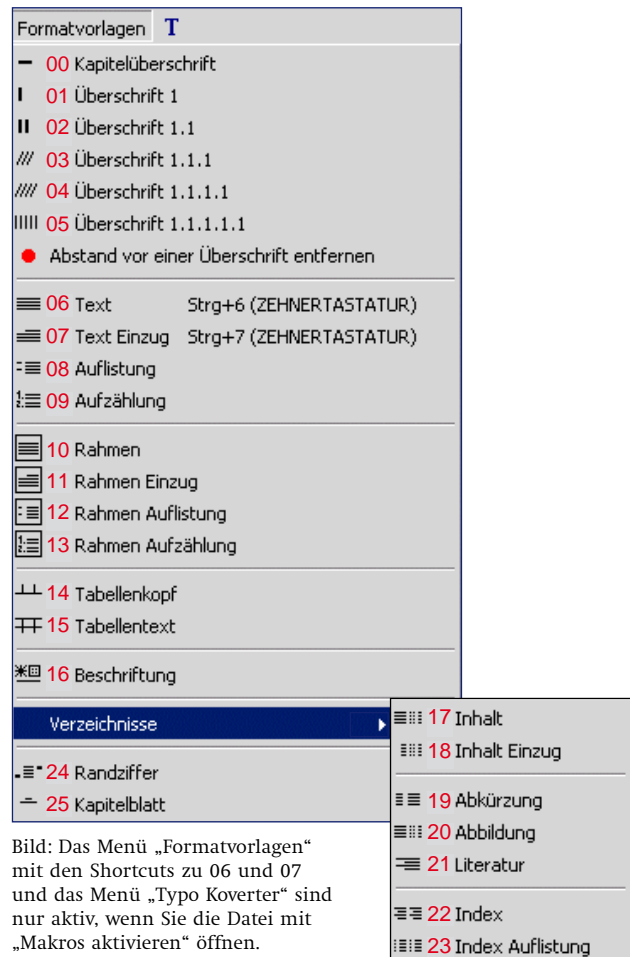 Formatvorlagen T
00 Kapitelüberschrift
01 Überschrift 1
02 Überschrift 1.1
03 Überschrift 1.1.1
04 Überschrift 1.1.1.1
05 Überschrift 1.1.1.1.1
Abstand vor einer Überschrift entfernen
06 Text Strg+6 (ZEHNERTASTATUR)
07 Text Einzug Strg+7 (ZEHNERTASTATUR)
08 Auflistung
09 Aufzählung
10 Rahmen
11 Rahmen Einzug
12 Rahmen Auflistung
13 Rahmen Aufzählung
14 Tabellenkopf
15 Tabellentext
16 Beschriftung
Verzeichnisse
17 Inhalt
18 Inhalt Einzug
19 Abkürzung
20 Abbildung
21 Literatur
22 Index
23 Index Auflistung
24 Randziffer
25 Kapitelblatt
Bild: Das Menü „Formatvorlagen“
mit den Shortcuts zu 06 und 07
und das Menü „Typo Koverter“ sind
nur aktiv, wenn Sie die Datei mit
„Makros aktivieren“ öffnen.